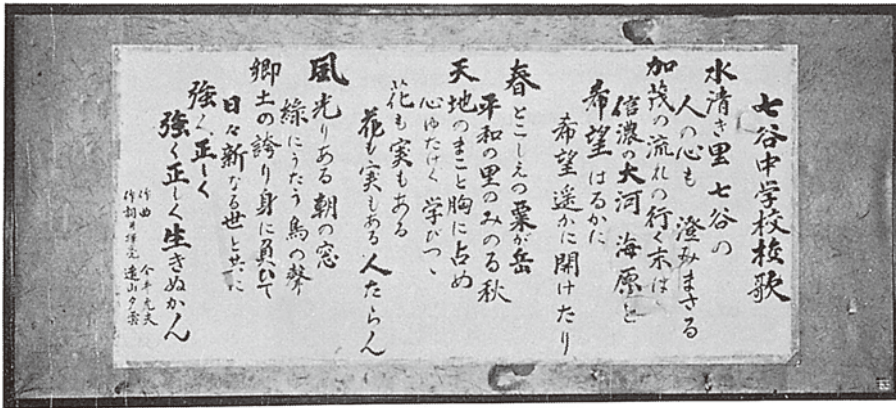 七谷中学校校歌
水清き里七谷の
人の心も 澄みまさる
加茂の流れの行く末は
信濃の大河 海原と
希望はるかに
希望遥かに開けたり
春とこしえの粟が岳
平和の里のみのる秋
天地のまこと胸に占め
心ゆたけく学びつゝ
花も実もある
花も実もある人たらん
風光りある朝の窓
緑にうたう鳥の聲
郷土の誇り身に負ひて
日々新なる世と共に
強く、正しく
強く正しく生きぬかん
作曲
遠山夕雲